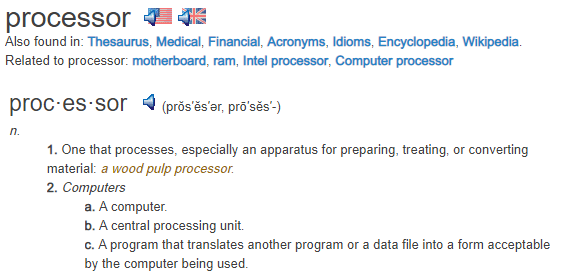 processor
Also found in: Thesaurus, Medical, Financial, Acronyms, Idioms, Encyclopedia, Wikipedia.
Related to processor: motherboard, ram, Intel processor, Computer processor
proc·es·sor (prŏs′ĕs′ər, prō′sĕs′-)
n.
1. One that processes, especially an apparatus for preparing, treating, or converting
material: a wood pulp processor.
2. Computers
a. A computer.
b. A central processing unit.
c. A program that translates another program or a data file into a form acceptable
by the computer being used.